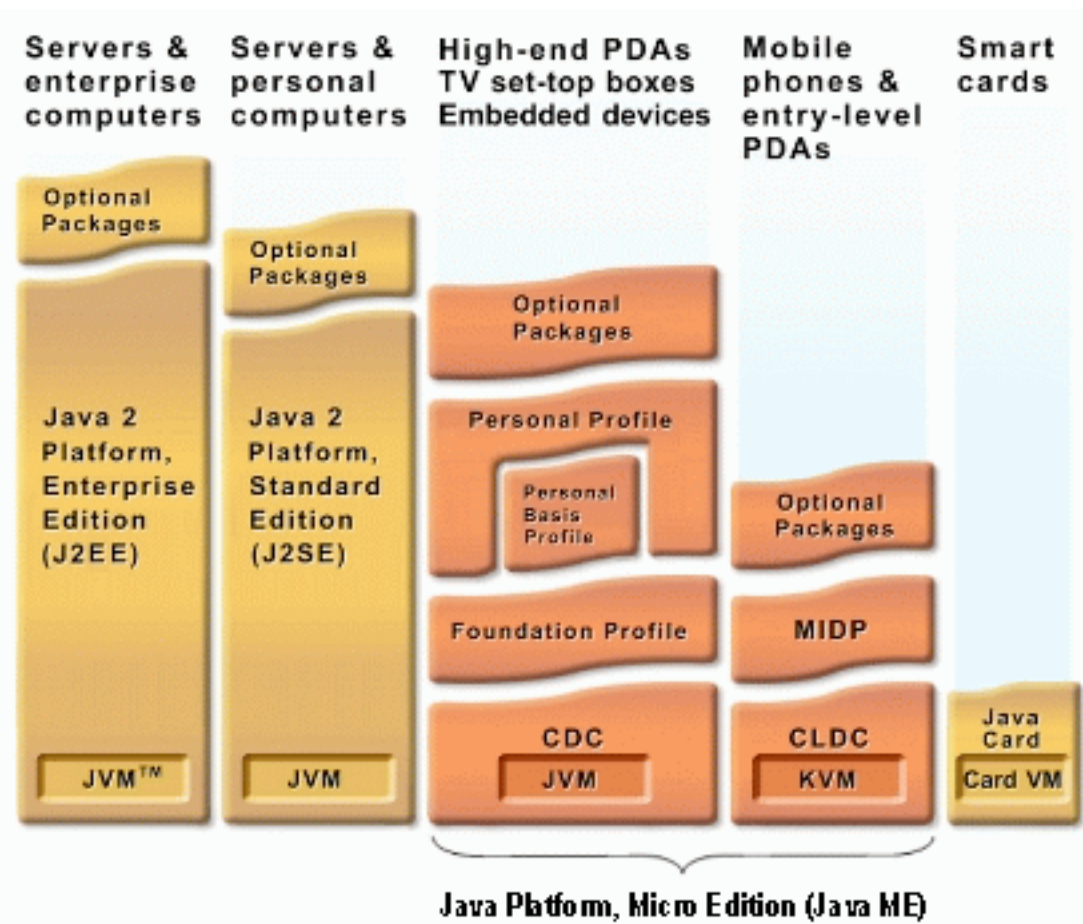 Servers &
enterprise
computers
Servers &
personal
computers
High-end PDAs
TV set-top boxes
Embedded devices
Mobile
phones &
entry-level
PDAs
Smart
cards
Optional
Packages
Java 2
Platform,
Enterprise
Edition
(J2EE)
JVM™
Optional
Packages
Java 2
Platform,
Standard
Edition
(J2SE)
JVM
Optional
Packages
Personal Profile
Personal
Basis
Profile
Foundation Profile
CDC
JVM
Optional
Packages
MIDP
CLDC
KVM
Java
Card
Card VM
Java Platform, Micro Edition (Java ME)